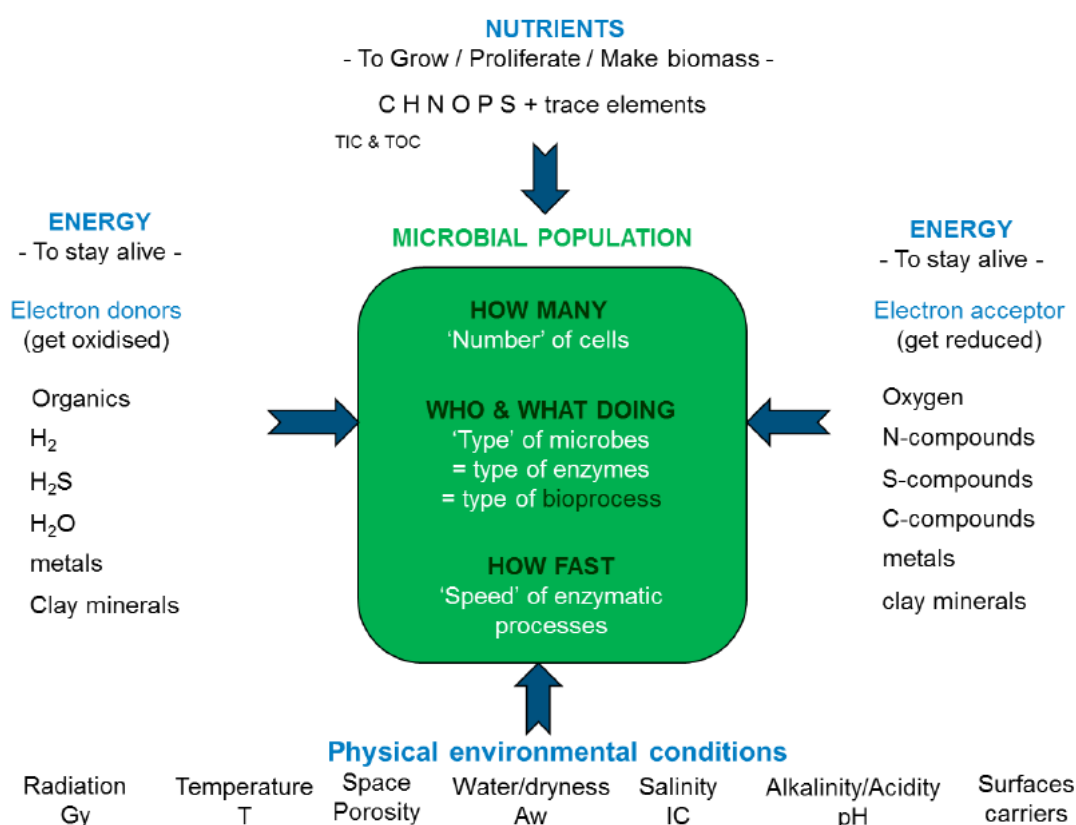 NUTRIENTS
- To Grow / Proliferate / Make biomass -
C H N O P S + trace elements
TIC & TOC
ENERGY
- To stay alive -
Electron donors
(get oxidised)
Organics
H₂
H₂S
H₂O
metals
Clay minerals
MICROBIAL POPULATION
HOW MANY
'Number' of cells
WHO & WHAT DOING
'Type' of microbes
= type of enzymes
= type of bioprocess
HOW FAST
'Speed' of enzymatic
processes
ENERGY
- To stay alive -
Electron acceptor
(get reduced)
Oxygen
N-compounds
S-compounds
C-compounds
metals
clay minerals
Physical environmental conditions
Radiation
Gy
Temperature
T
Space
Porosity
Water/dryness
Aw
Salinity
IC
Alkalinity/Acidity
pH
Surfaces
carriers